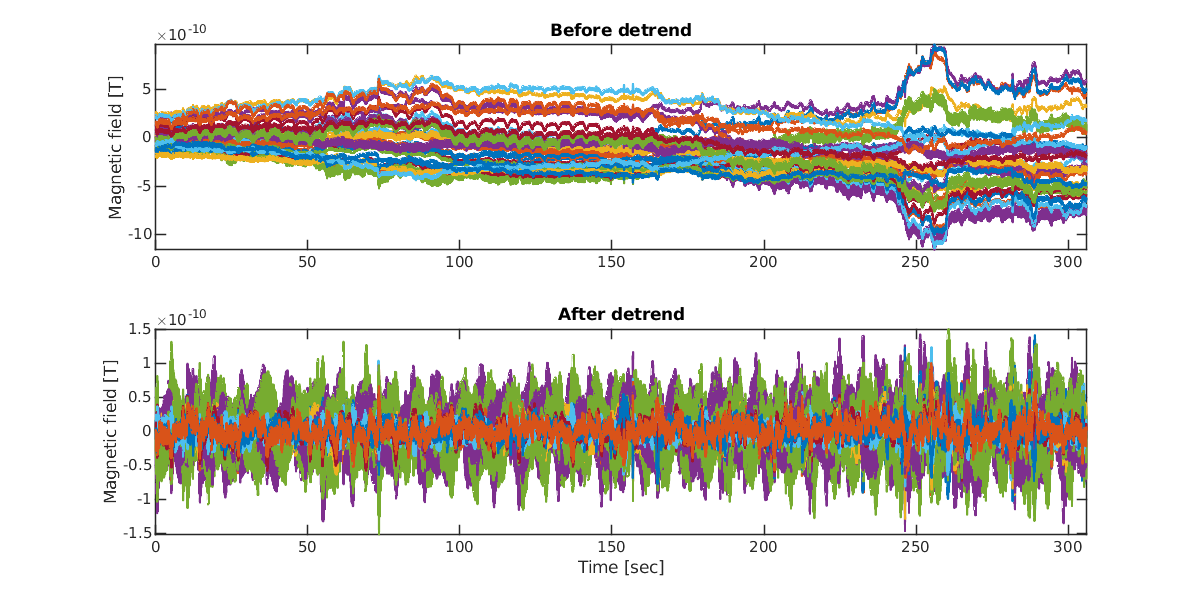 Before detrend
×10-10
Magnetic field [T]
5
0
-5
-10
0 50 100 150 200 250 300
After detrend
×10-10
Magnetic field [T]
1.5
1
0.5
0
-0.5
-1
-1.5
0 50 100 150 200 250 300
Time [sec]